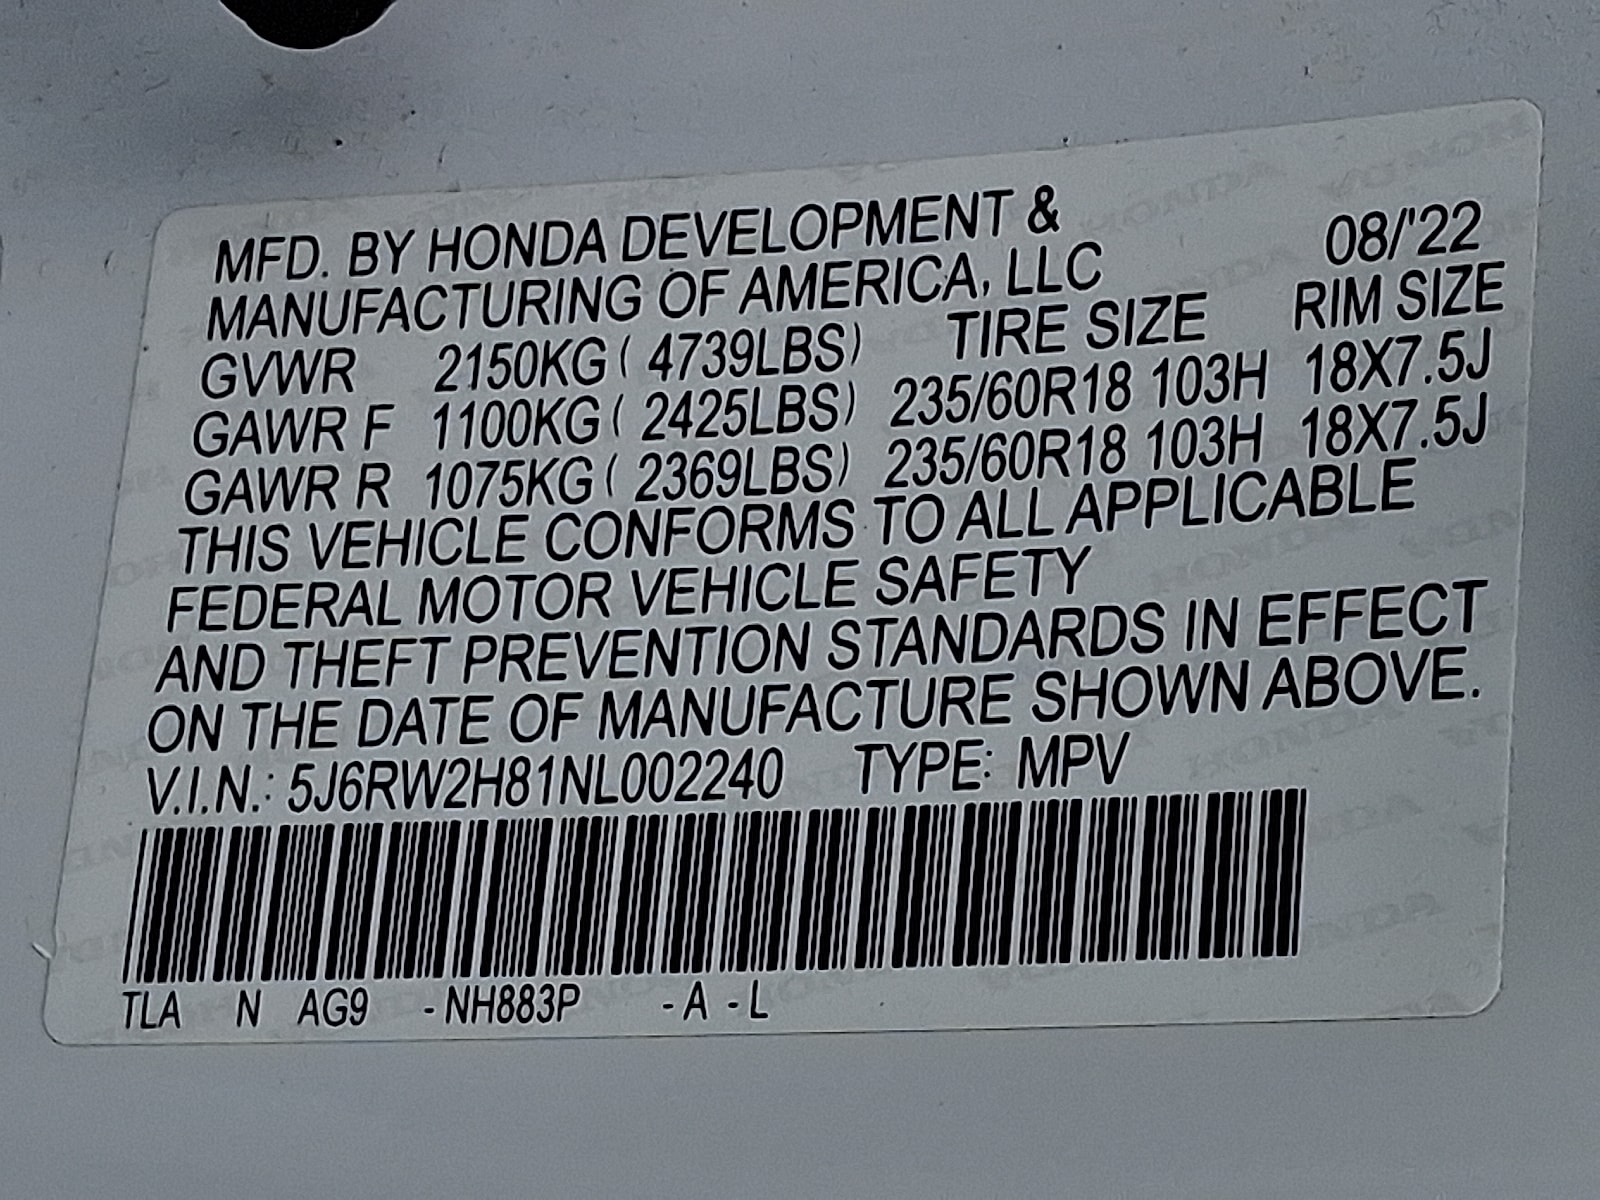 MFD. BY HONDA DEVELOPMENT &
MANUFACTURING OF AMERICA, LLC 08/'22
GVWR 2150KG ( 4739LBS) TIRE SIZE RIM SIZE
GAWR F 1100KG ( 2425LBS) 235/60R18 103H 18X7.5J
GAWR R 1075KG ( 2369LBS) 235/60R18 103H 18X7.5J
THIS VEHICLE CONFORMS TO ALL APPLICABLE
FEDERAL MOTOR VEHICLE SAFETY
AND THEFT PREVENTION STANDARDS IN EFFECT
ON THE DATE OF MANUFACTURE SHOWN ABOVE.
V.I.N.: 5J6RW2H81NL002240 TYPE: MPV
TLA N AG9 - NH883P - A - L